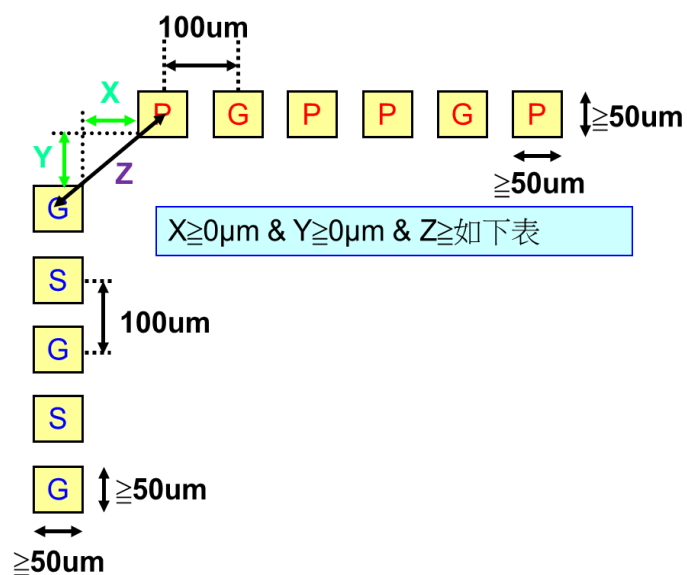 100um
X
P G P P G P
≧50um
Y
Z
≧50um
G
X≧0μm & Y≧0μm & Z≧如下表
S
100um
G
S
G
≧50um
≧50um